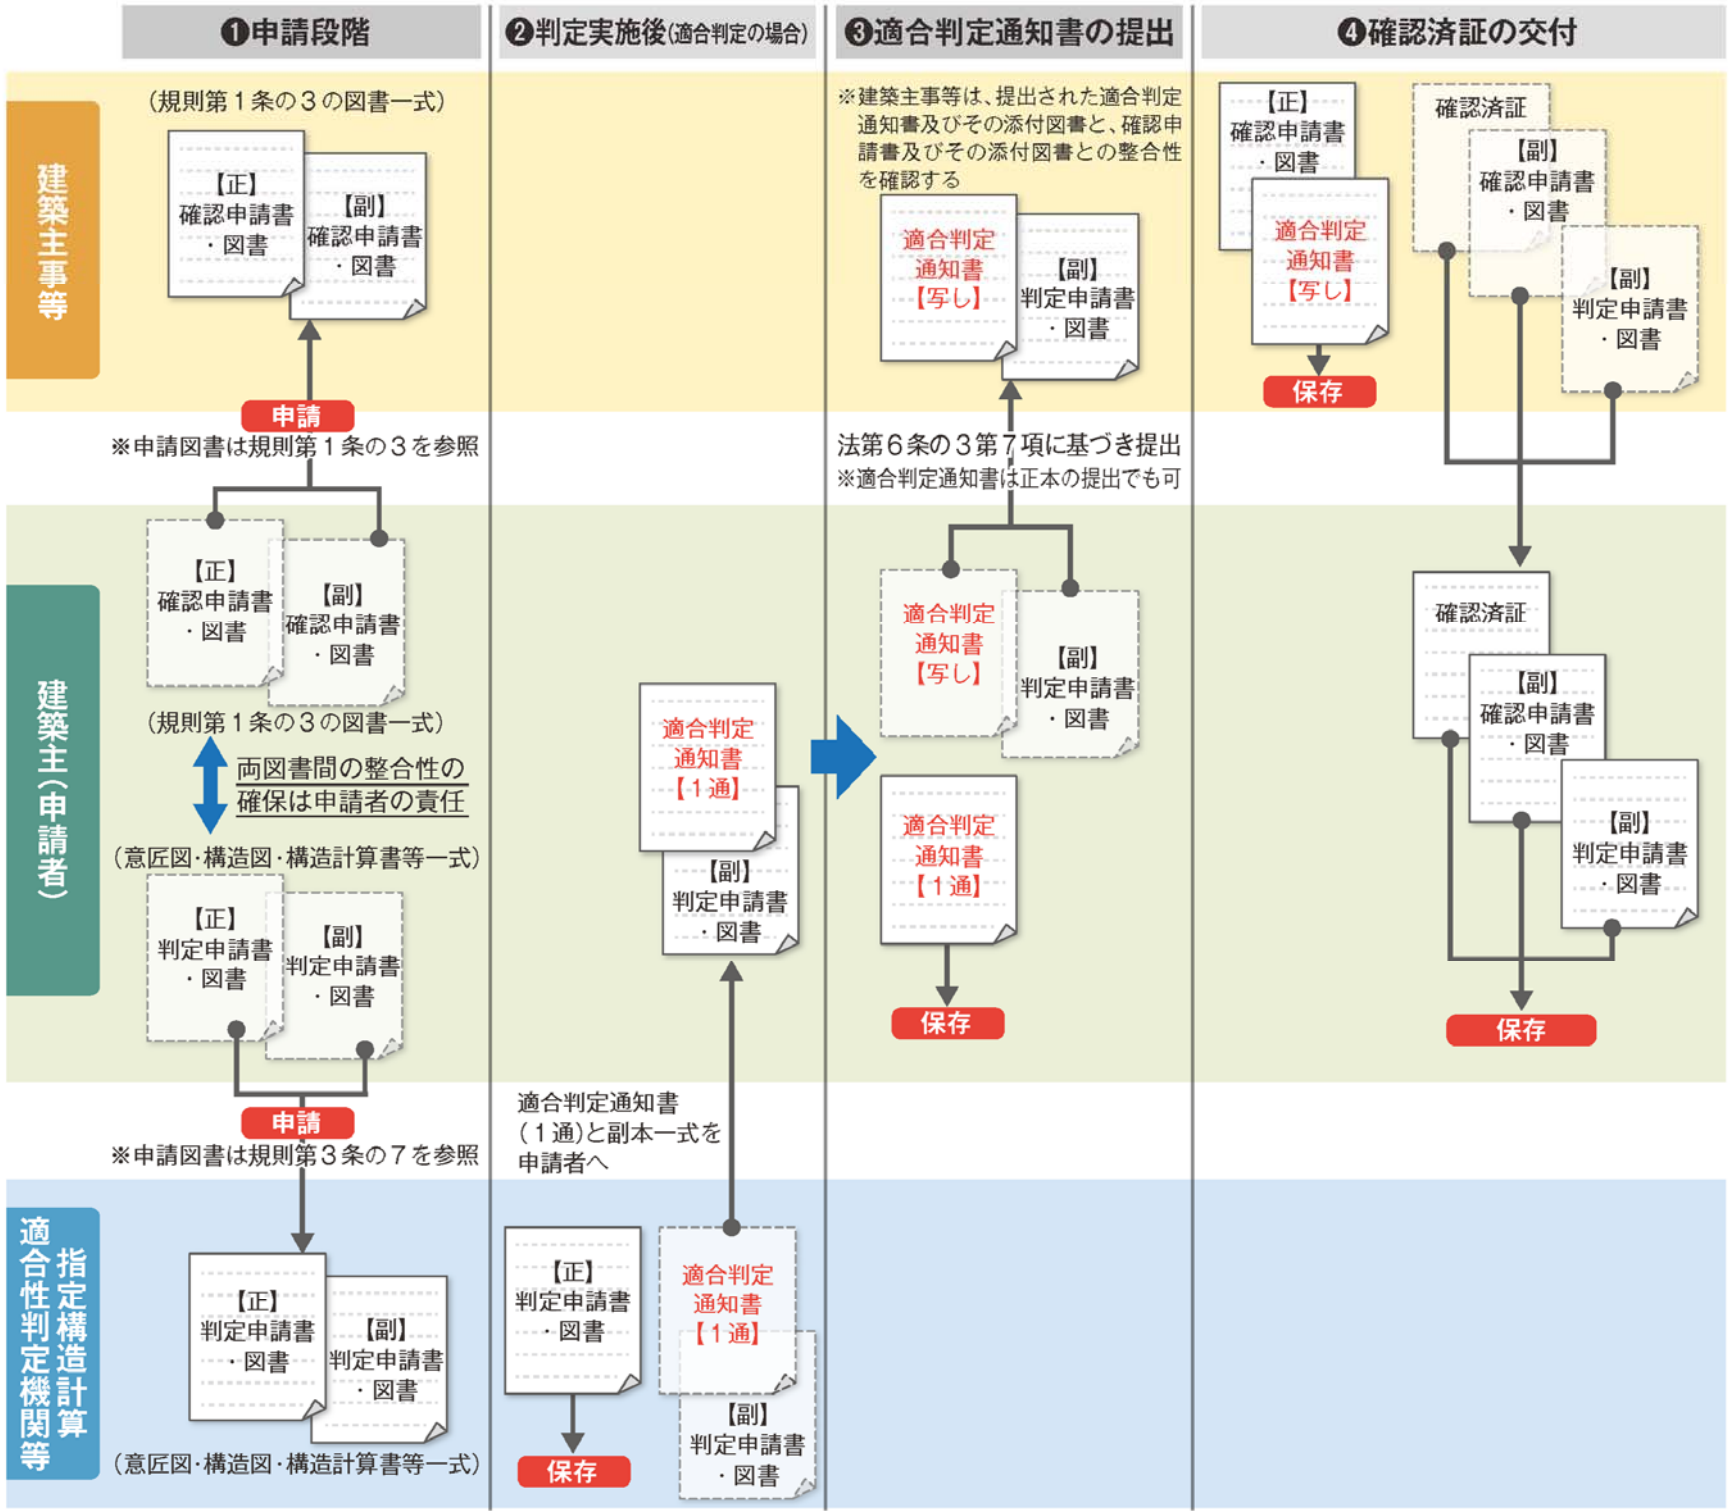 ❶申請段階
❷判定実施後(適合判定の場合)
❸適合判定通知書の提出
❹確認済証の交付
建築主事等
(規則第1条の3の図書一式)
【正】
確認申請書
・図書
【副】
確認申請書
・図書
申請
※申請図書は規則第1条の3を参照
※建築主事等は、提出された適合判定
通知書及びその添付図書と、確認申
請書及びその添付図書との整合性
を確認する
適合判定
通知書
【写し】
【副】
判定申請書
・図書
法第6条の3第7項に基づき提出
※適合判定通知書は正本の提出でも可
【正】
確認申請書
・図書
適合判定
通知書
【写し】
保存
確認済証
【副】
確認申請書
・図書
【副】
判定申請書
・図書
建築主(申請者)
【正】
確認申請書
・図書
【副】
確認申請書
・図書
(規則第1条の3の図書一式)
両図書間の整合性の
確保は申請者の責任
(意匠図・構造図・構造計算書等一式)
【正】
判定申請書
・図書
【副】
判定申請書
・図書
申請
※申請図書は規則第3条の7を参照
適合判定
通知書
【1通】
【副】
判定申請書
・図書
適合判定通知書
(1通)と副本一式を
申請者へ
適合判定
通知書
【写し】
【副】
判定申請書
・図書
適合判定
通知書
【1通】
保存
確認済証
【副】
確認申請書
・図書
【副】
判定申請書
・図書
保存
指定構造計算
適合性判定機関等
【正】
判定申請書
・図書
【副】
判定申請書
・図書
(意匠図・構造図・構造計算書等一式)
【正】
判定申請書
・図書
保存
適合判定
通知書
【1通】
【副】
判定申請書
・図書